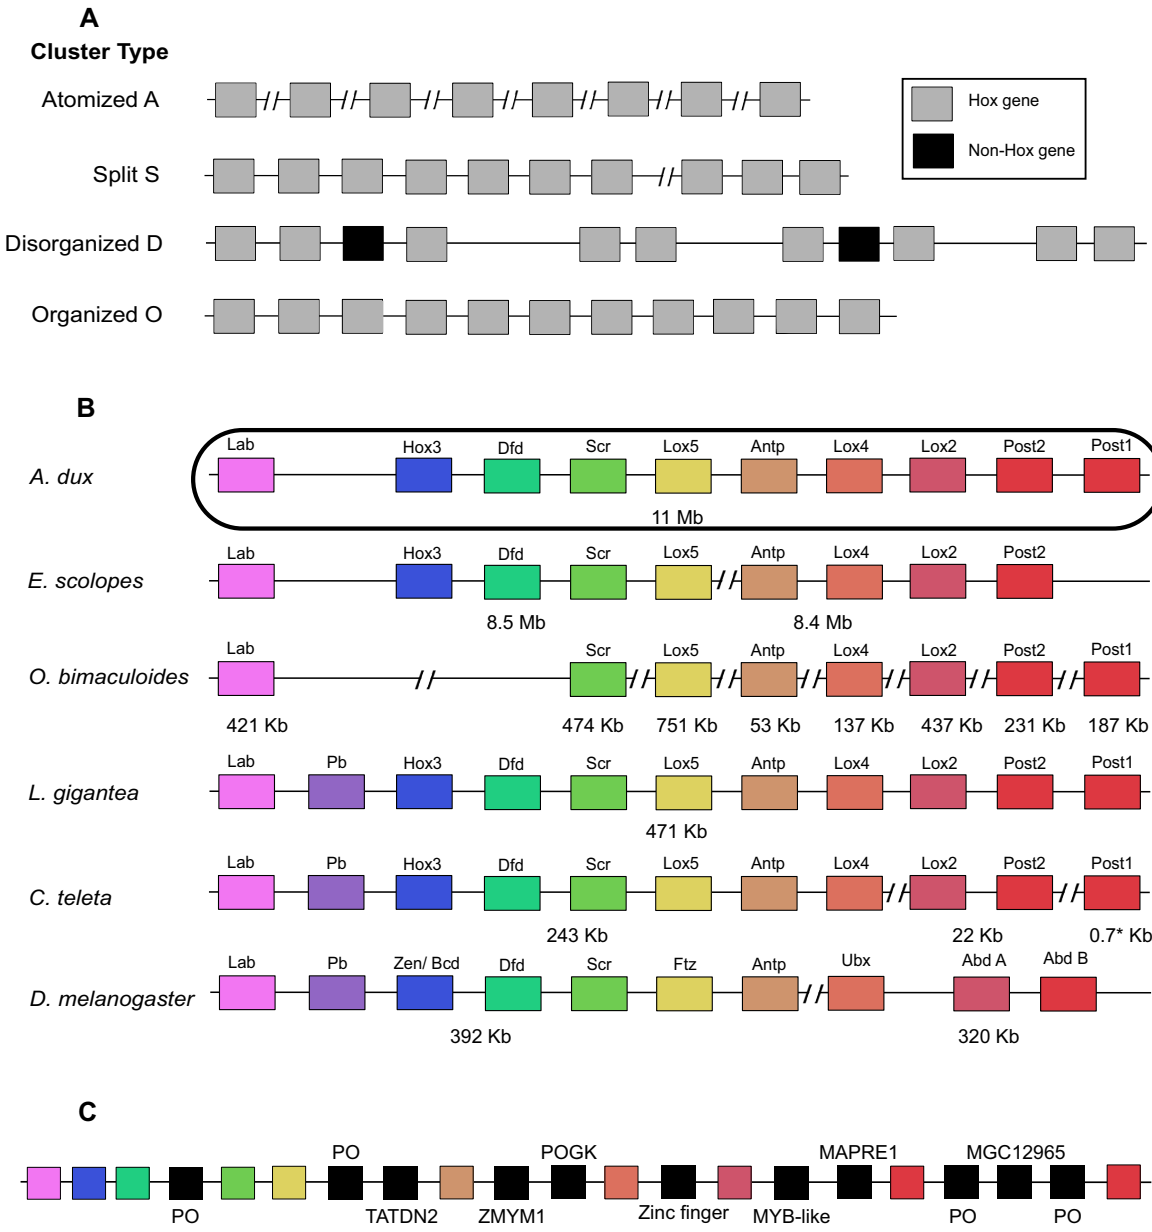 A
Cluster Type
Atomized A
Hox gene
Non-Hox gene
Split S
Disorganized D
Organized O
B
Lab Hox3 Dfd Scr Lox5 Antp Lox4 Lox2 Post2 Post1
A. dux
11 Mb
Lab Hox3 Dfd Scr Lox5 Antp Lox4 Lox2 Post2
E. scolopes
8.5 Mb 8.4 Mb
Lab Scr Lox5 Antp Lox4 Lox2 Post2 Post1
O. bimaculoides
421 Kb 474 Kb 751 Kb 53 Kb 137 Kb 437 Kb 231 Kb 187 Kb
Lab Pb Hox3 Dfd Scr Lox5 Antp Lox4 Lox2 Post2 Post1
L. gigantea
471 Kb
Lab Pb Hox3 Dfd Scr Lox5 Antp Lox4 Lox2 Post2 Post1
C. teleta
243 Kb 22 Kb 0.7* Kb
Lab Pb Zen/ Bcd Dfd Scr Ftz Antp Ubx Abd A Abd B
D. melanogaster
392 Kb 320 Kb
C
PO POGK MAPRE1 MGC12965
PO TATDN2 ZMYM1 Zinc finger MYB-like PO PO